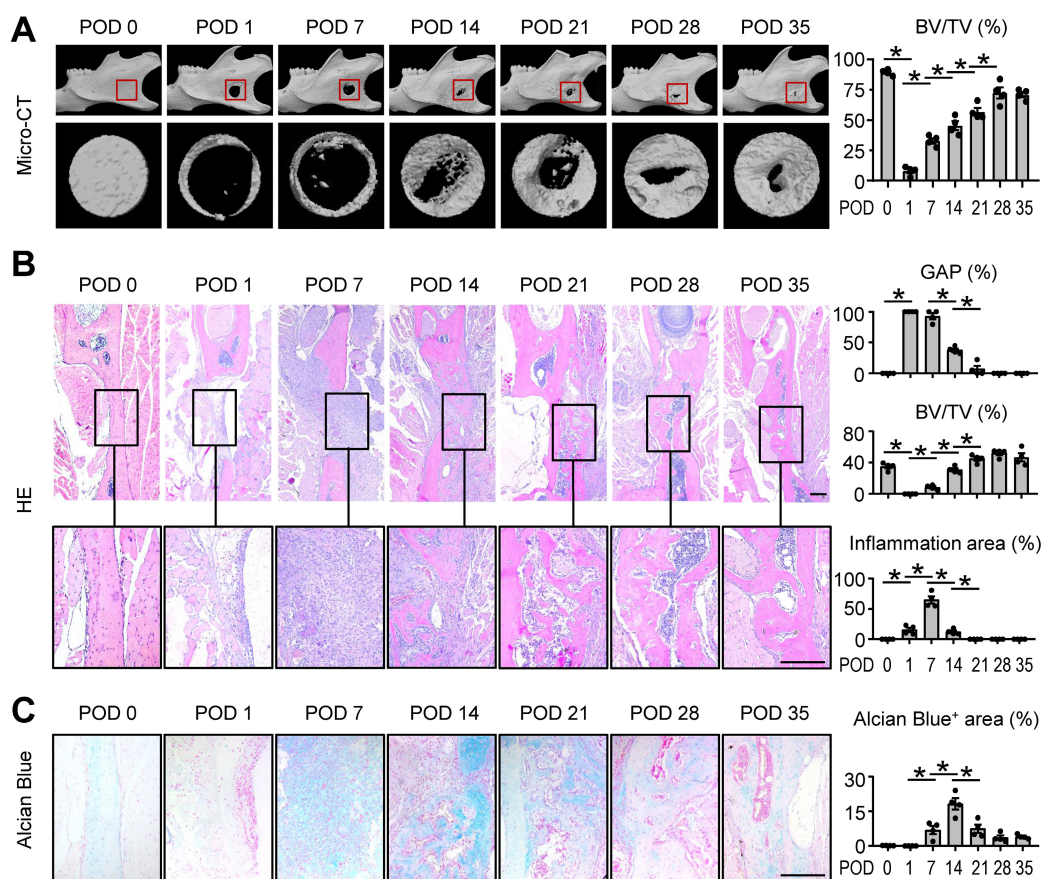 A
POD 0 POD 1 POD 7 POD 14 POD 21 POD 28 POD 35
Micro-CT
BV/TV (%)
100
75
50
25
0
* * * * *
POD 0 1 7 14 21 28 35
B
POD 0 POD 1 POD 7 POD 14 POD 21 POD 28 POD 35
HE
GAP (%)
100
50
0
* * *
BV/TV (%)
80
40
0
* * * *
Inflammation area (%)
100
50
0
* * * *
POD 0 1 7 14 21 28 35
C
POD 0 POD 1 POD 7 POD 14 POD 21 POD 28 POD 35
Alcian Blue
Alcian Blue⁺ area (%)
30
15
0
* * *
POD 0 1 7 14 21 28 35